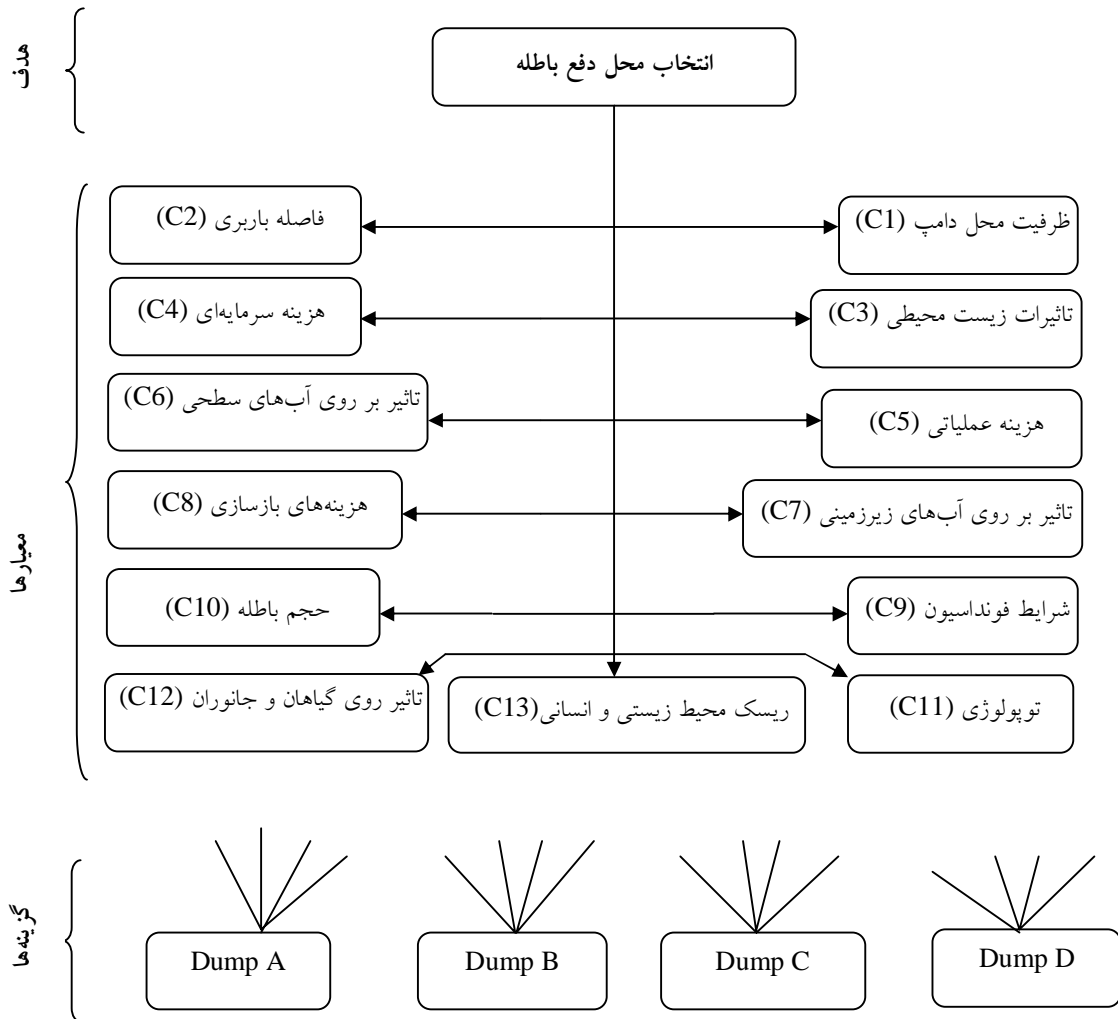 هدف
انتخاب محل دفع باطله
معیارها
ظرفیت محل دامپ (C1)
فاصله باربری (C2)
تاثیرات زیست محیطی (C3)
هزینه سرمایه‌ای (C4)
هزینه عملیاتی (C5)
تاثیر بر روی آب‌های سطحی (C6)
تاثیر بر روی آب‌های زیرزمینی (C7)
هزینه‌های بازسازی (C8)
شرایط فونداسیون (C9)
حجم باطله (C10)
توپولوژی (C11)
ریسک محیط زیستی و انسانی(C13)
تاثیر روی گیاهان و جانوران (C12)
گزینه‌ها
Dump A
Dump B
Dump C
Dump D